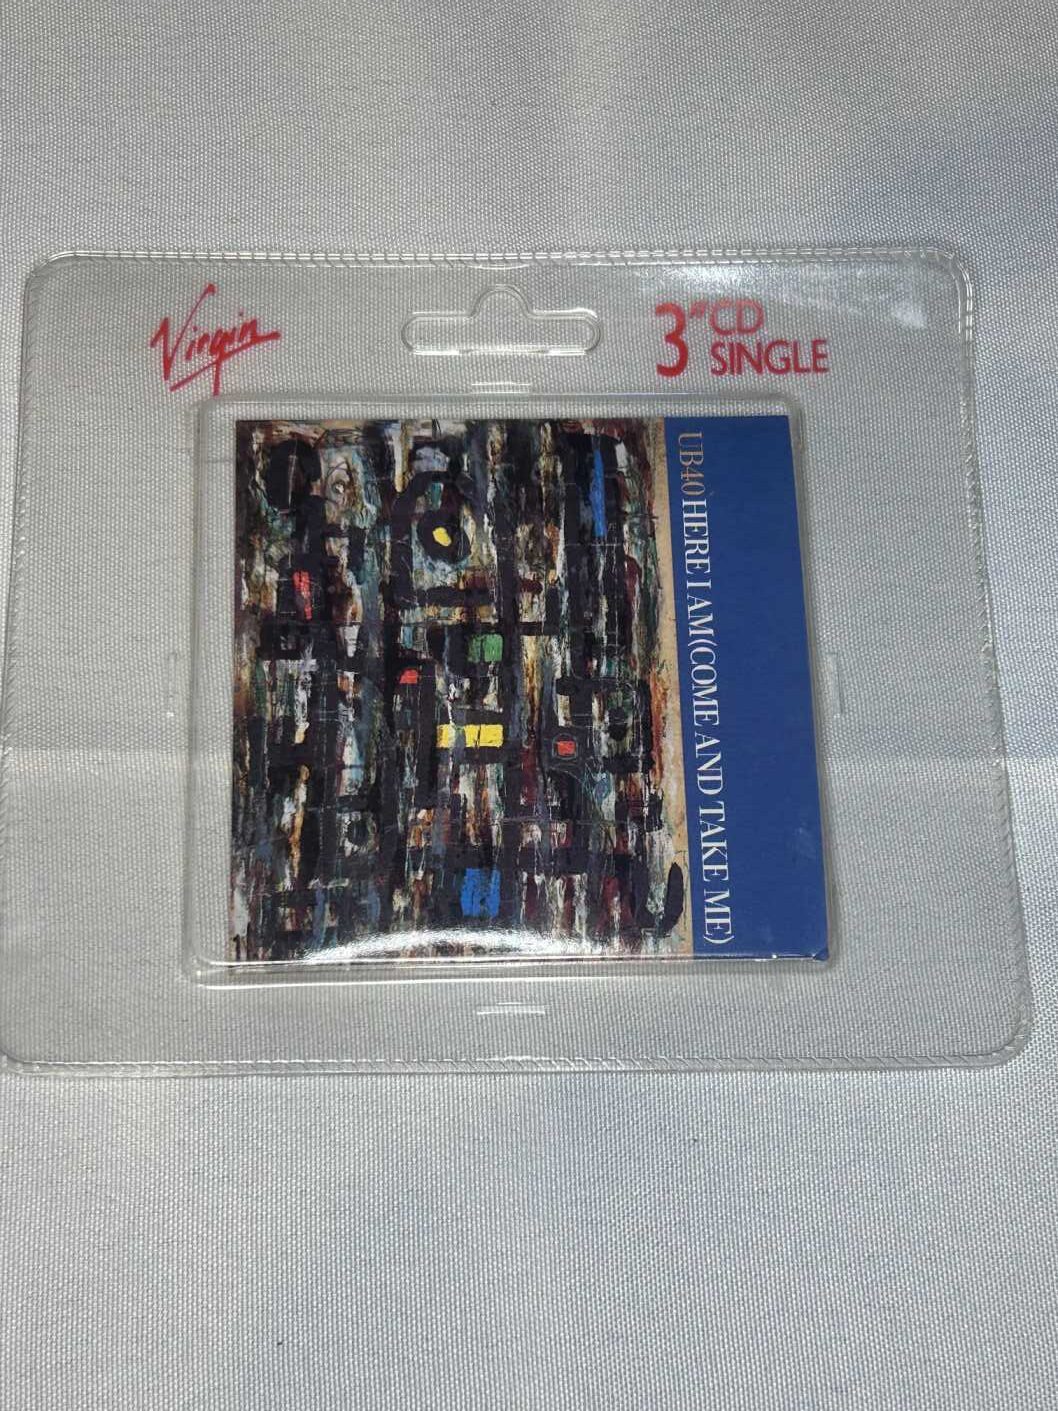 Virgin
3" CD
SINGLE
UB40 HERE I AM (COME AND TAKE ME)